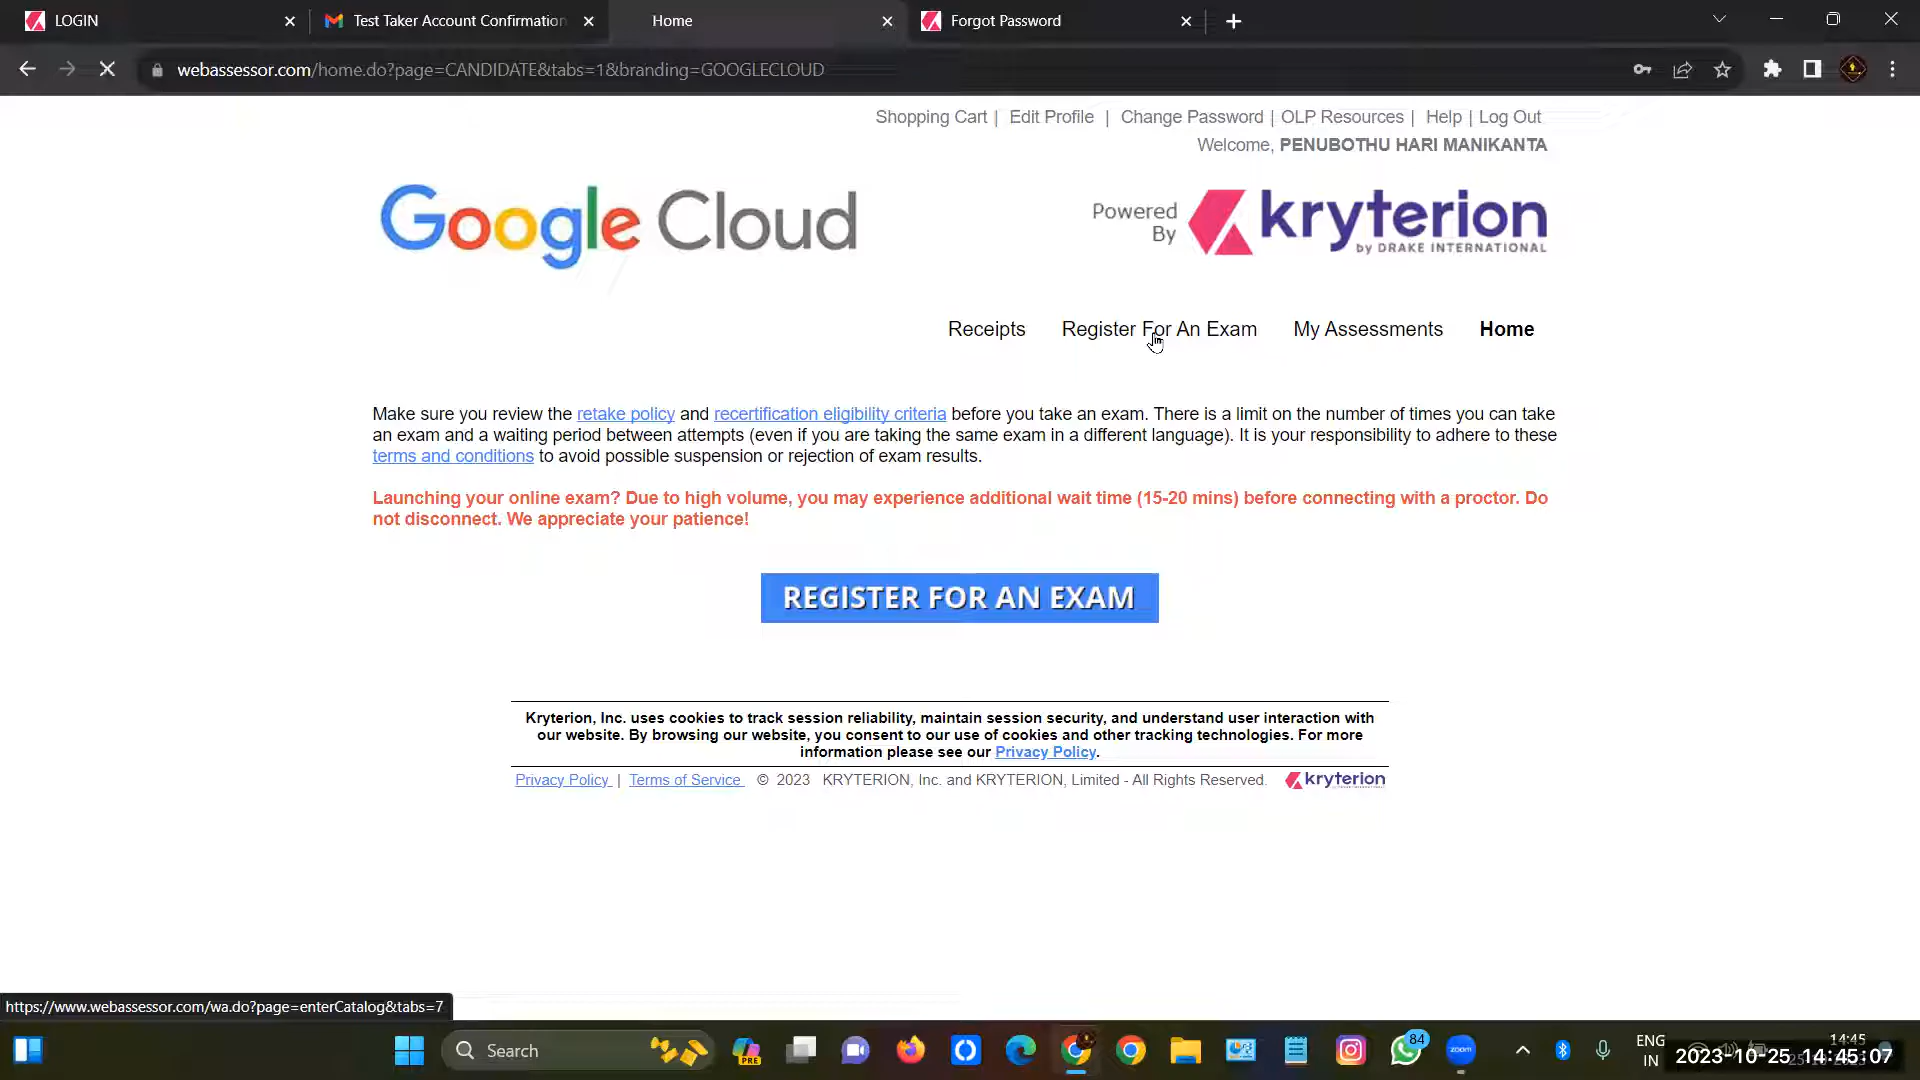 LOGIN
Test Taker Account Confirmation
Home
Forgot Password
webassessor.com/home.do?page=CANDIDATE&tabs=1&branding=GOOGLECLOUD
Shopping Cart | Edit Profile | Change Password | OLP Resources | Help | Log Out
Welcome, PENUBOTHU HARI MANIKANTA
Google Cloud
Powered By
kryterion
by DRAKE INTERNATIONAL
Receipts Register For An Exam My Assessments Home
Make sure you review the retake policy and recertification eligibility criteria before you take an exam. There is a limit on the number of times you can take
an exam and a waiting period between attempts (even if you are taking the same exam in a different language). It is your responsibility to adhere to these
terms and conditions to avoid possible suspension or rejection of exam results.
Launching your online exam? Due to high volume, you may experience additional wait time (15-20 mins) before connecting with a proctor. Do
not disconnect. We appreciate your patience!
REGISTER FOR AN EXAM
Kryterion, Inc. uses cookies to track session reliability, maintain session security, and understand user interaction with
our website. By browsing our website, you consent to our use of cookies and other tracking technologies. For more
information please see our Privacy Policy.
Privacy Policy | Terms of Service © 2023 KRYTERION, Inc. and KRYTERION, Limited - All Rights Reserved. kryterion
https://www.webassessor.com/wa.do?page=enterCatalog&tabs=7
Search
PRE
84
zoom
ENG
IN
14:45
2023-10-25 14:45:07